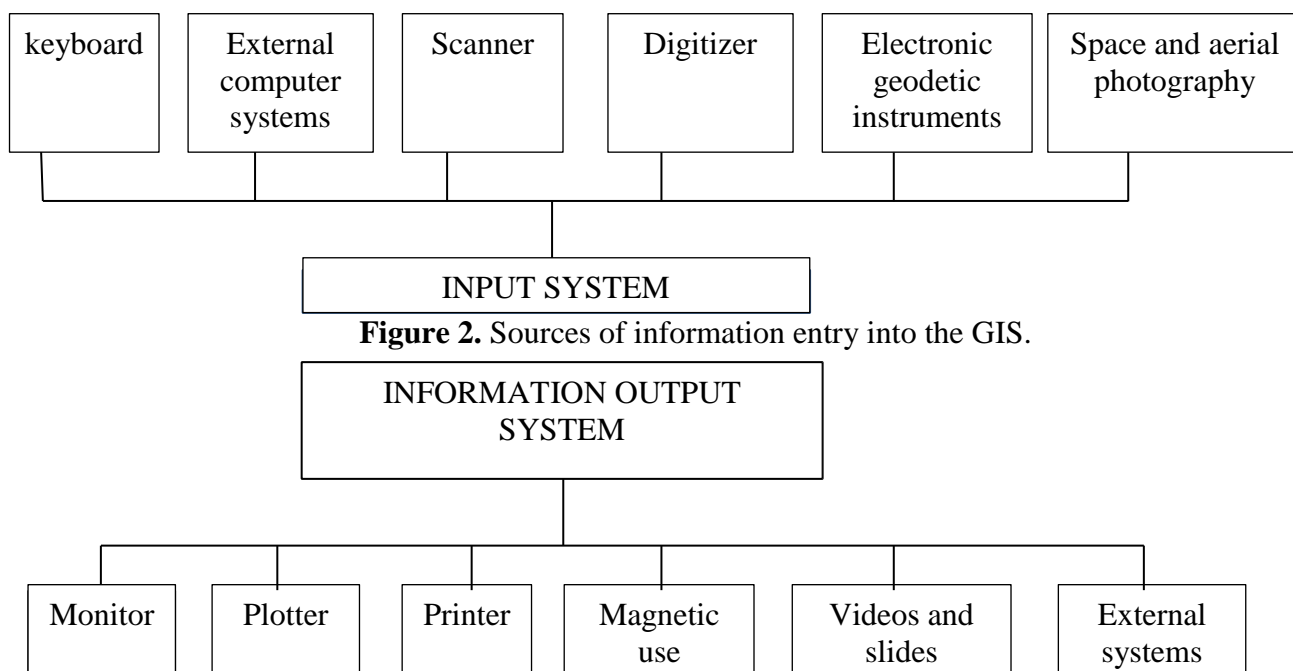 keyboard
External
computer
systems
Scanner
Digitizer
Electronic
geodetic
instruments
Space and aerial
photography
INPUT SYSTEM
Figure 2. Sources of information entry into the GIS.
INFORMATION OUTPUT
SYSTEM
Monitor
Plotter
Printer
Magnetic
use
Videos and
slides
External
systems